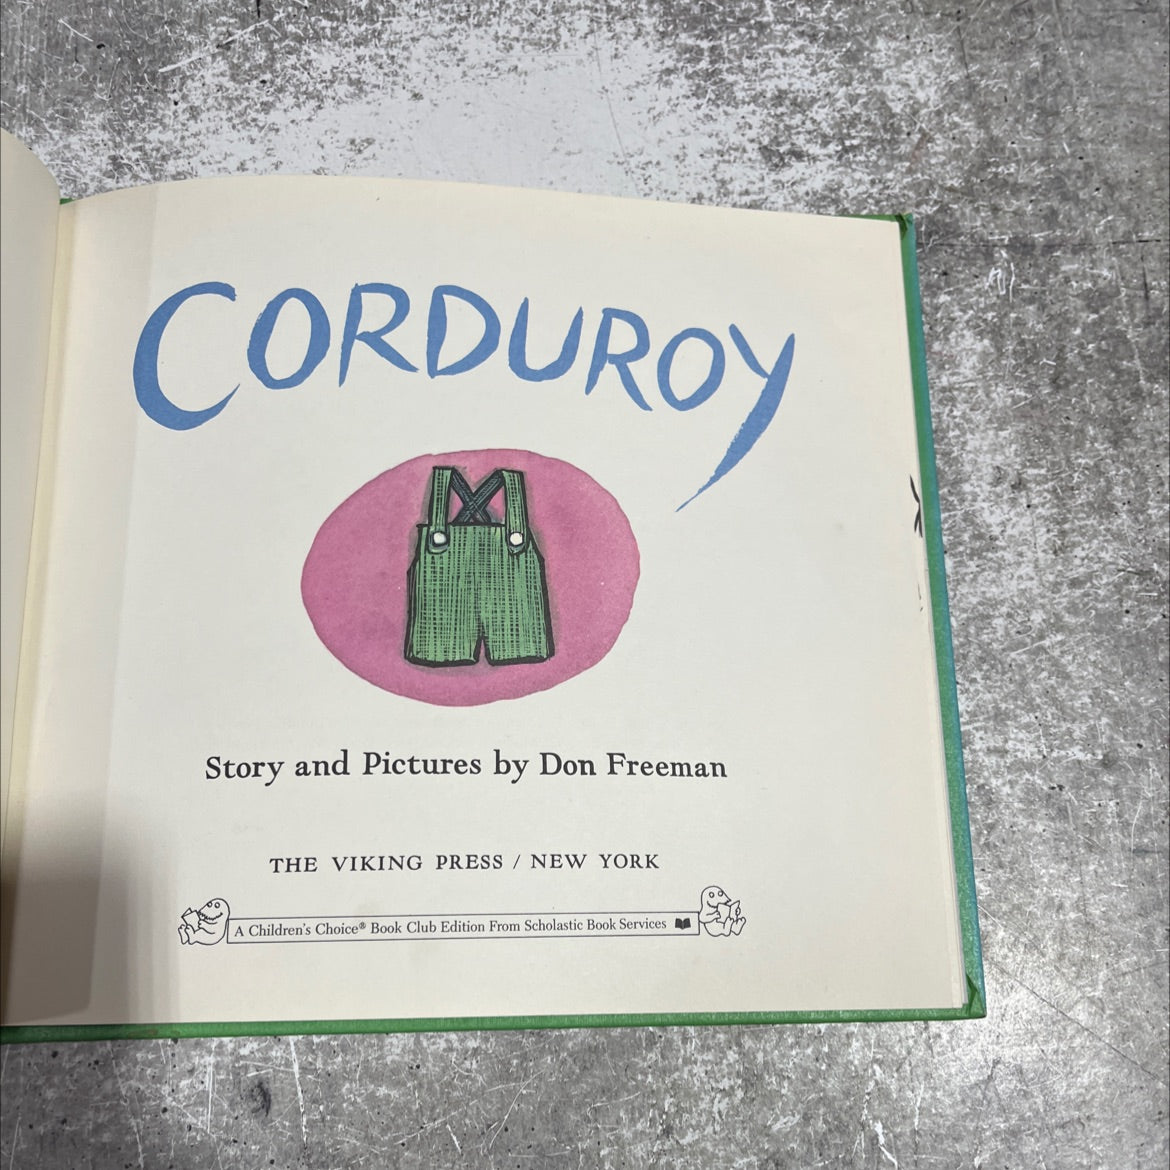 CORDUROY
Story and Pictures by Don Freeman
THE VIKING PRESS / NEW YORK
A Children's Choice® Book Club Edition From Scholastic Book Services